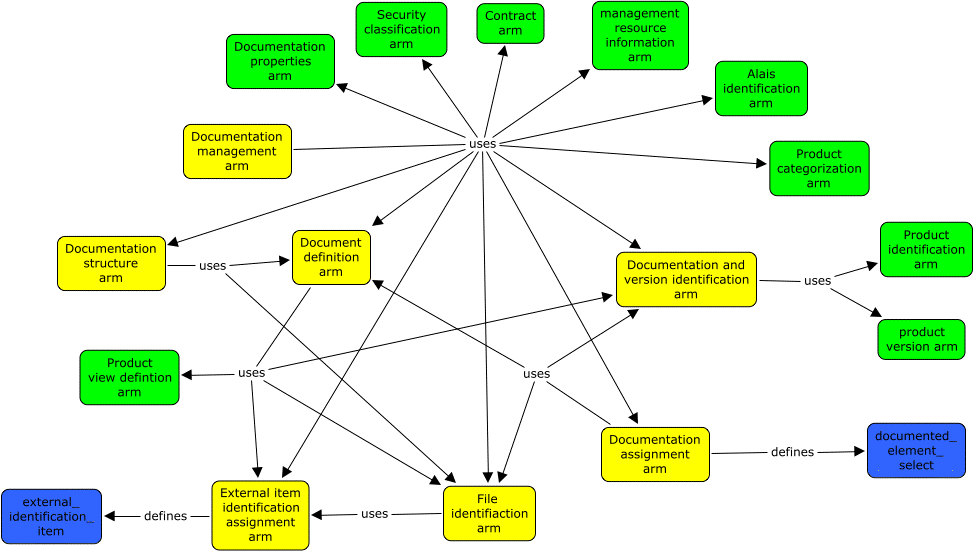 Security
classification
arm
Contract
arm
management
resource
information
arm
Documentation
properties
arm
Alais
identification
arm
Documentation
management
arm
uses
Product
categorization
arm
Documentation
structure
arm
uses
Document
definition
arm
Documentation and
version identification
arm
uses
Product
identification
arm
product
version arm
Product
view defintion
arm
uses
uses
Documentation
assignment
arm
defines
documented_
element_
select
external_
identification_
item
defines
External item
identification
assignment
arm
uses
File
identifiaction
arm